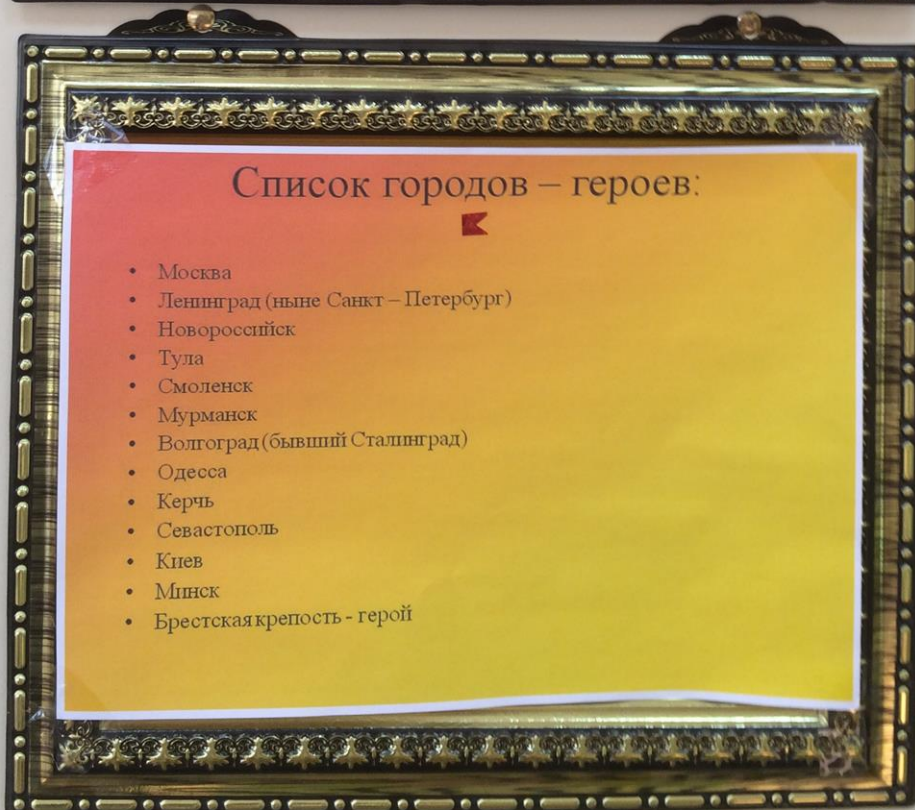 Список городов – героев:
• Москва
• Ленинград (ныне Санкт – Петербург)
• Новороссийск
• Тула
• Смоленск
• Мурманск
• Волгоград (бывший Сталинград)
• Одесса
• Керчь
• Севастополь
• Киев
• Минск
• Брестская крепость - герой